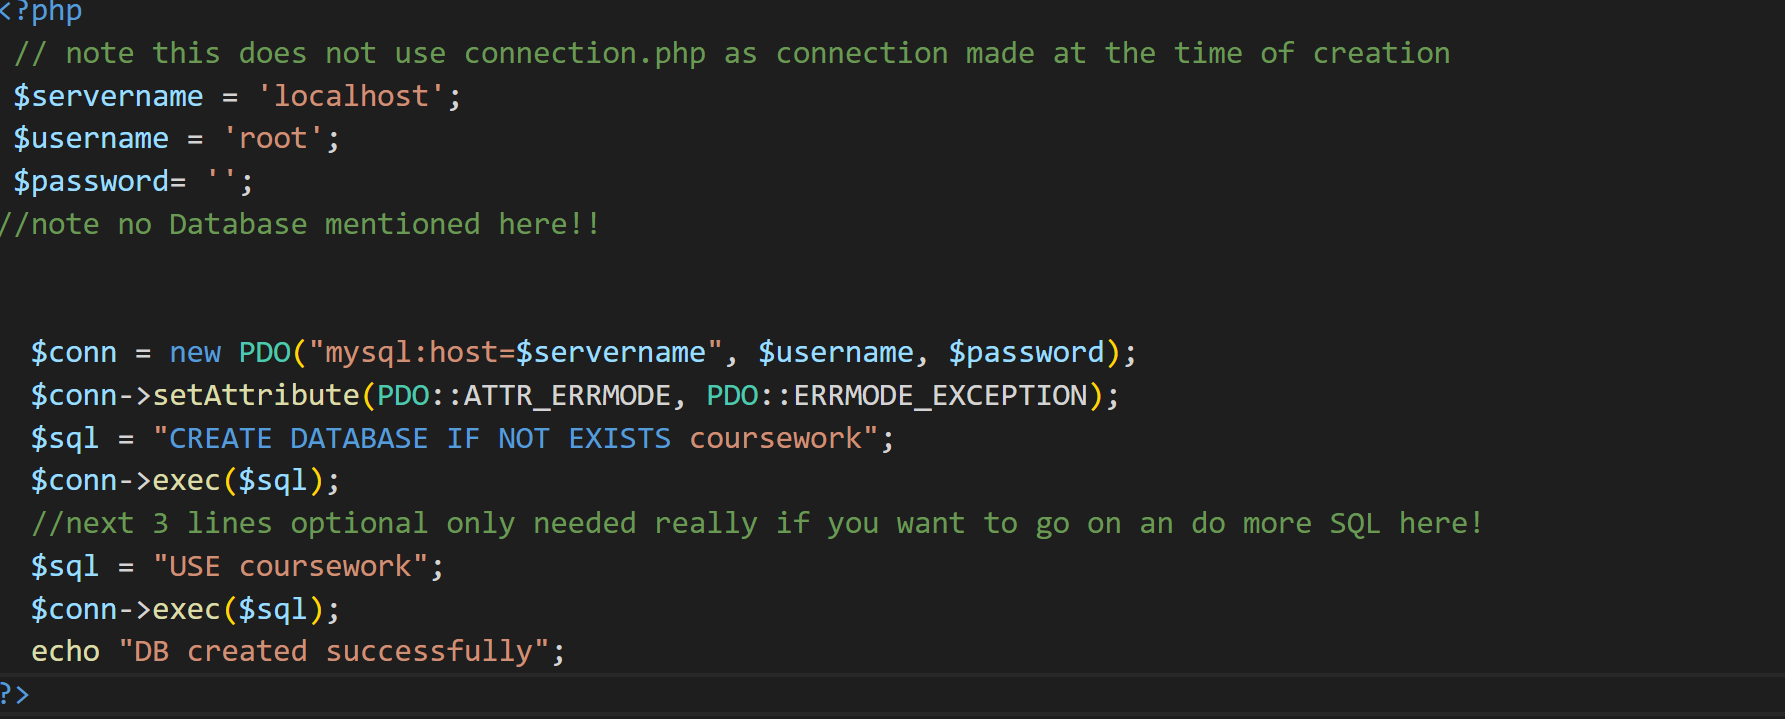 <?php
// note this does not use connection.php as connection made at the time of creation
$servername = 'localhost';
$username = 'root';
$password= '';
//note no Database mentioned here!!
$conn = new PDO("mysql:host=$servername", $username, $password);
$conn->setAttribute(PDO::ATTR_ERRMODE, PDO::ERRMODE_EXCEPTION);
$sql = "CREATE DATABASE IF NOT EXISTS coursework";
$conn->exec($sql);
//next 3 lines optional only needed really if you want to go on an do more SQL here!
$sql = "USE coursework";
$conn->exec($sql);
echo "DB created successfully";
?>